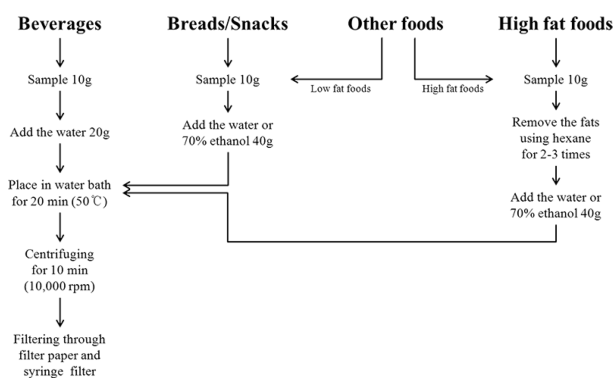 Beverages
Breads/Snacks
Other foods
High fat foods
Sample 10g
Sample 10g
Low fat foods
High fat foods
Sample 10g
Add the water 20g
Add the water or
70% ethanol 40g
Remove the fats
using hexane
for 2-3 times
Place in water bath
for 20 min (50℃)
Add the water or
70% ethanol 40g
Centrifuging
for 10 min
(10,000 rpm)
Filtering through
filter paper and
syringe filter